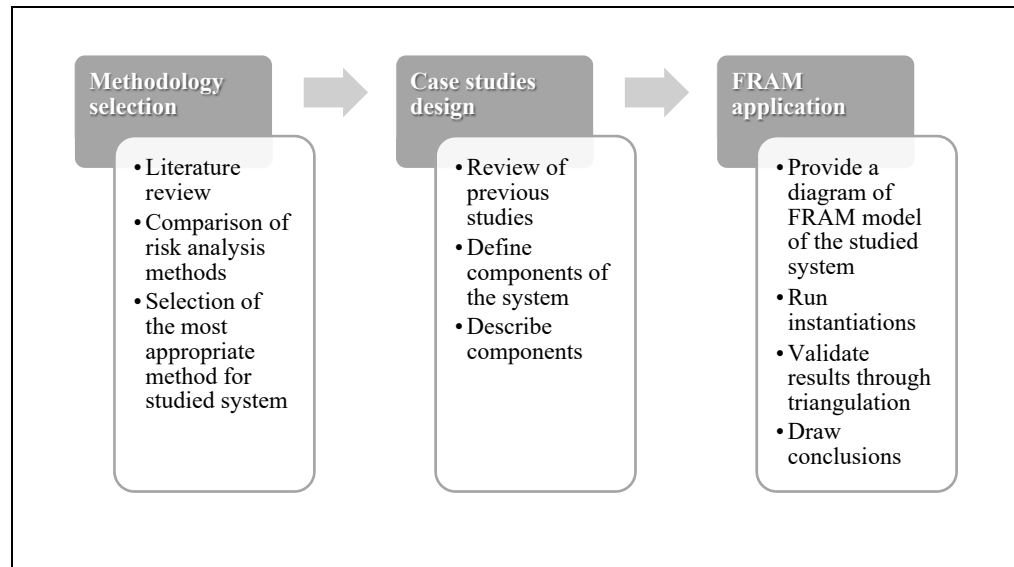 Methodology
selection
• Literature
review
• Comparison of
risk analysis
methods
• Selection of
the most
appropriate
method for
studied system
Case studies
design
• Review of
previous
studies
• Define
components of
the system
• Describe
components
FRAM
application
• Provide a
diagram of
FRAM model
of the studied
system
• Run
instantiations
• Validate
results through
triangulation
• Draw
conclusions